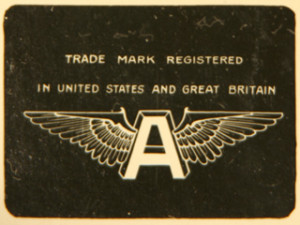 TRADE MARK REGISTERED
IN UNITED STATES AND GREAT BRITAIN
A